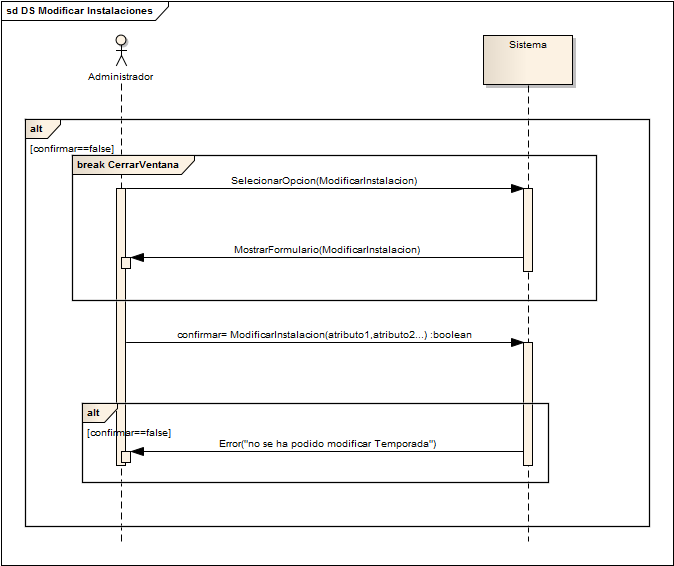 sd DS Modificar Instalaciones
Administrador
Sistema
alt
[confirmar==false]
break CerrarVentana
SelecionarOpcion(ModificarInstalacion)
MostrarFormulario(ModificarInstalacion)
confirmar= ModificarInstalacion(atributo1,atributo2...) :boolean
alt
[confirmar==false]
Error("no se ha podido modificar Temporada")